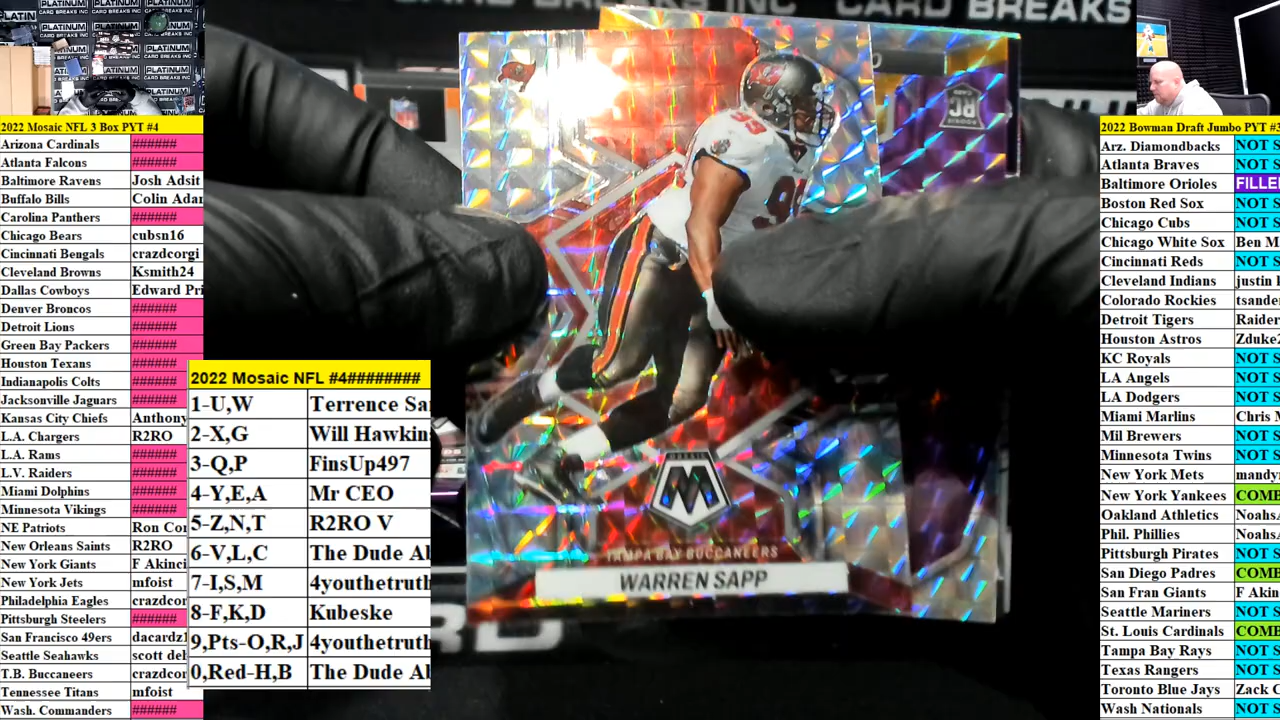 PLATINUM
CARD BREAKS INC
CARD BREAKS
2022 Mosaic NFL 3 Box PYT #4
Arizona Cardinals ######
Atlanta Falcons ######
Baltimore Ravens Josh Adsit
Buffalo Bills Colin Adar
Carolina Panthers ######
Chicago Bears cubsn16
Cincinnati Bengals crazdcorgi
Cleveland Browns Ksmith24
Dallas Cowboys Edward Pri
Denver Broncos ######
Detroit Lions ######
Green Bay Packers ######
Houston Texans ######
Indianapolis Colts ######
Jacksonville Jaguars ######
Kansas City Chiefs Anthony
L.A. Chargers R2RO
L.A. Rams ######
L.V. Raiders ######
Miami Dolphins ######
Minnesota Vikings ######
NE Patriots Ron Cor
New Orleans Saints R2RO
New York Giants F Akinci
New York Jets mfoist
Philadelphia Eagles crazdcor
Pittsburgh Steelers ######
San Francisco 49ers dacardz1
Seattle Seahawks scott del
T.B. Buccaneers crazdcor
Tennessee Titans mfoist
Wash. Commanders ######
2022 Mosaic NFL #4########
1-U,W Terrence Sa
2-X,G Will Hawkin
3-Q,P FinsUp497
4-Y,E,A Mr CEO
5-Z,N,T R2RO V
6-V,L,C The Dude Al
7-I,S,M 4youthetruth
8-F,K,D Kubeske
9,Pts-O,R,J 4youthetruth
0,Red-H,B The Dude Al
RC
MOSAIC
TAMPA BAY BUCCANEERS
WARREN SAPP
2022 Bowman Draft Jumbo PYT #
Arz. Diamondbacks NOT S
Atlanta Braves NOT S
Baltimore Orioles FILLE
Boston Red Sox NOT S
Chicago Cubs NOT S
Chicago White Sox Ben M
Cincinnati Reds NOT S
Cleveland Indians justin
Colorado Rockies tsande
Detroit Tigers Raider
Houston Astros Zduke2
KC Royals NOT S
LA Angels NOT S
LA Dodgers NOT S
Miami Marlins Chris M
Mil Brewers NOT S
Minnesota Twins NOT S
New York Mets mandy
New York Yankees COMB
Oakland Athletics NoahsA
Phil. Phillies NoahsA
Pittsburgh Pirates NOT S
San Diego Padres COMB
San Fran Giants F Akin
Seattle Mariners NOT S
St. Louis Cardinals COMB
Tampa Bay Rays NOT S
Texas Rangers NOT S
Toronto Blue Jays Zack C
Wash Nationals NOT S